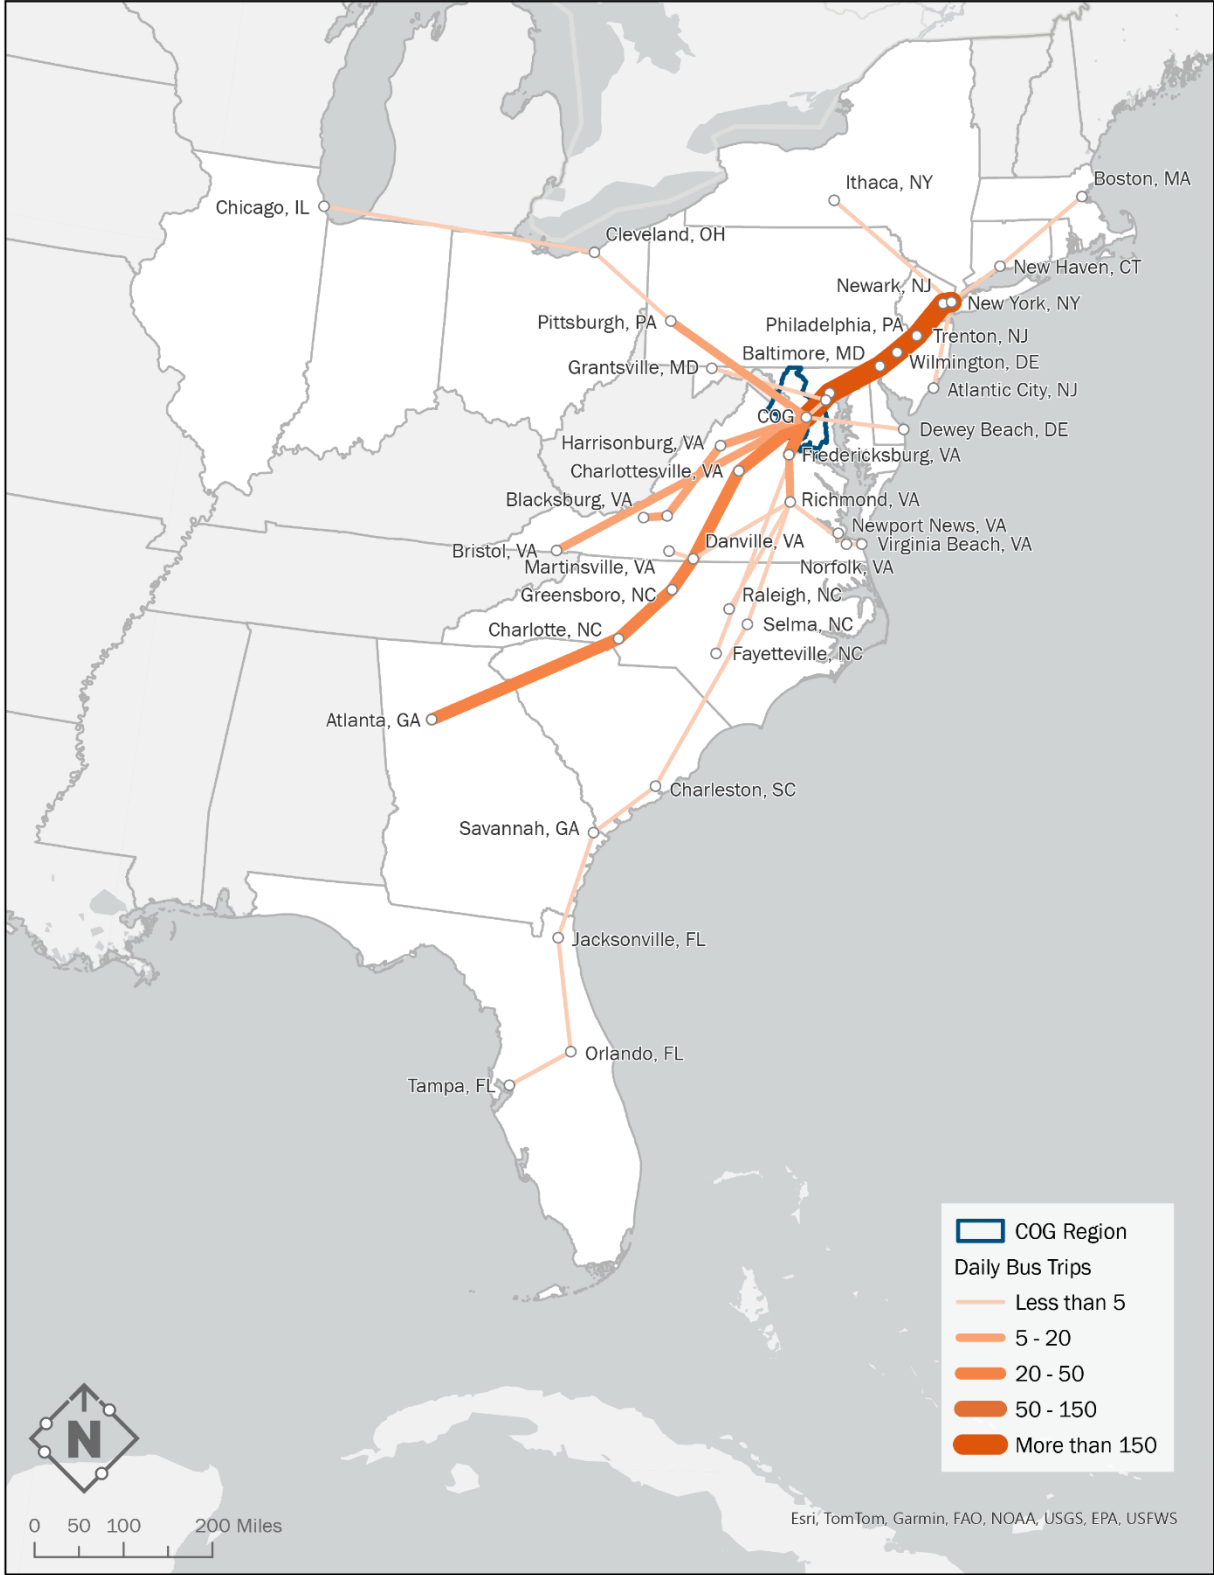 Ithaca, NY
Boston, MA
Chicago, IL
Cleveland, OH
New Haven, CT
Newark, NJ
New York, NY
Pittsburgh, PA
Philadelphia, PA
Trenton, NJ
Baltimore, MD
Wilmington, DE
Grantsville, MD
Atlantic City, NJ
COG
Dewey Beach, DE
Harrisonburg, VA
Fredericksburg, VA
Charlottesville, VA
Blacksburg, VA
Richmond, VA
Newport News, VA
Bristol, VA
Danville, VA
Virginia Beach, VA
Martinsville, VA
Norfolk, VA
Greensboro, NC
Raleigh, NC
Charlotte, NC
Selma, NC
Fayetteville, NC
Atlanta, GA
Charleston, SC
Savannah, GA
Jacksonville, FL
Orlando, FL
Tampa, FL
COG Region
Daily Bus Trips
Less than 5
5 - 20
20 - 50
50 - 150
More than 150
N
0 50 100 200 Miles
Esri, TomTom, Garmin, FAO, NOAA, USGS, EPA, USFWS